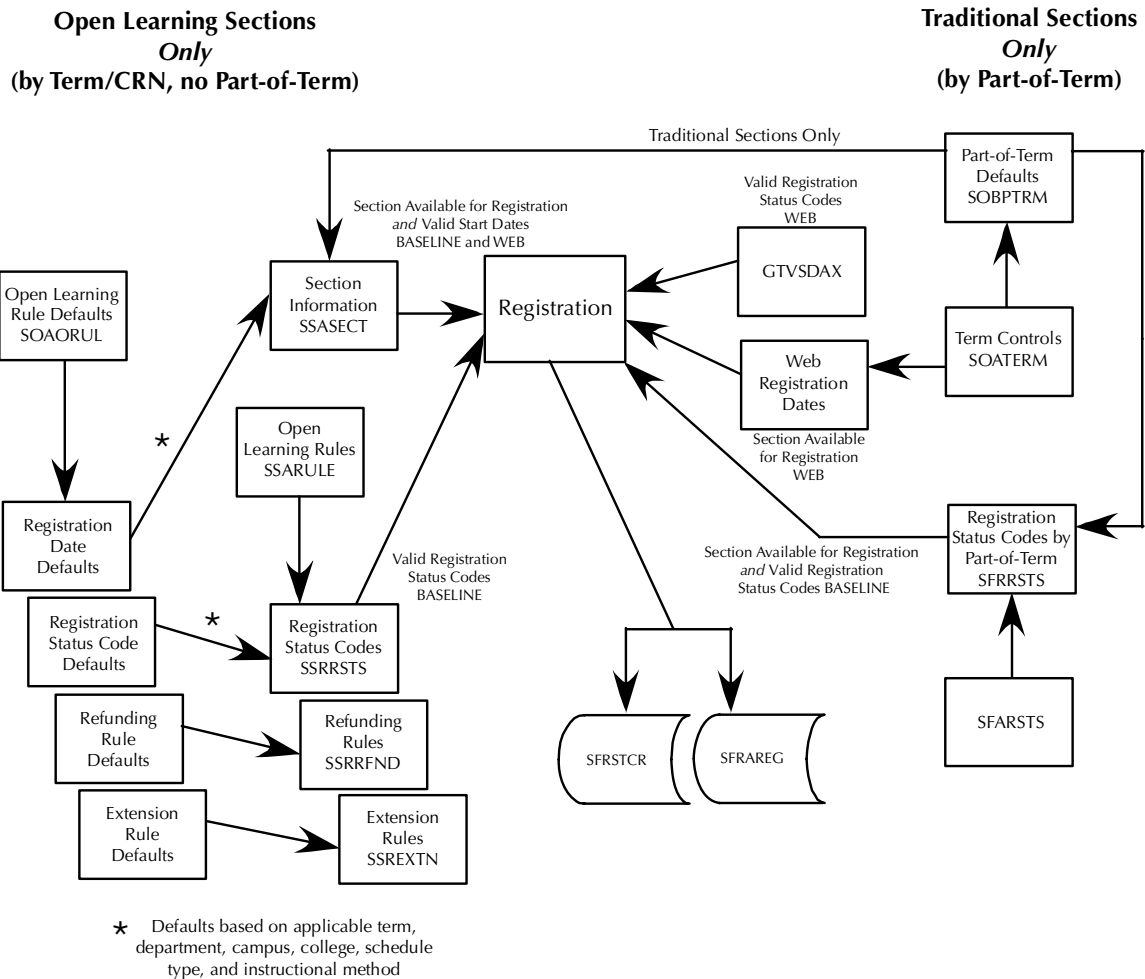 Open Learning Sections
Only
(by Term/CRN, no Part-of-Term)
Traditional Sections
Only
(by Part-of-Term)
Traditional Sections Only
Part-of-Term
Defaults
SOBPTRM
Valid Registration
Status Codes
WEB
Section Available for Registration
and Valid Start Dates
BASELINE and WEB
GTVSDAX
Open Learning
Rule Defaults
SOAORUL
Section
Information
SSASECT
Registration
Term Controls
SOATERM
Web
Registration
Dates
*
Open
Learning Rules
SSARULE
Section Available
for Registration
WEB
Registration
Date
Defaults
Registration
Status Codes by
Part-of-Term
SFRRSTS
Valid Registration
Status Codes
BASELINE
Section Available for Registration
and Valid Registration
Status Codes BASELINE
Registration
Status Code
Defaults
*
Registration
Status Codes
SSRRSTS
Refunding
Rule
Defaults
Refunding
Rules
SSRRFND
SFARSTS
SFRSTCR
SFRAREG
Extension
Rule
Defaults
Extension
Rules
SSREXTN
* Defaults based on applicable term,
department, campus, college, schedule
type, and instructional method